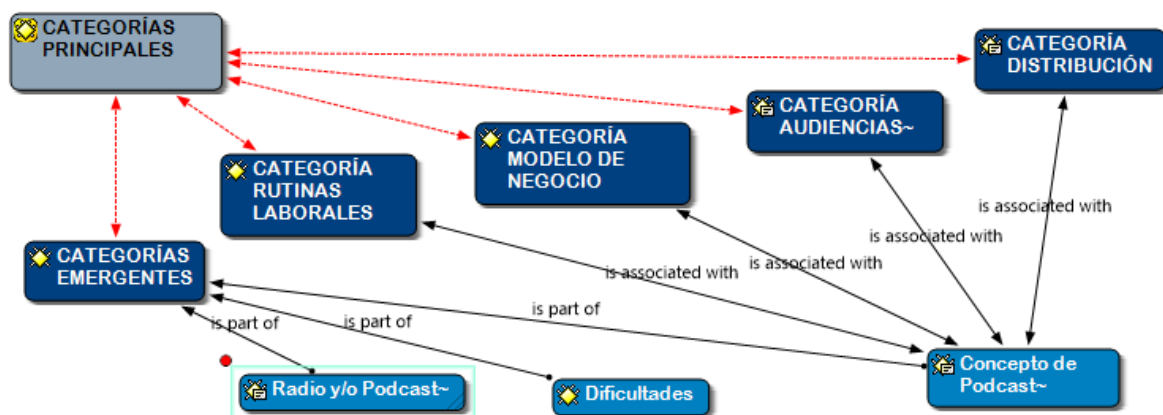 CATEGORÍAS
PRINCIPALES
CATEGORÍA
DISTRIBUCIÓN
CATEGORÍA
AUDIENCIAS~
CATEGORÍA
MODELO DE
NEGOCIO
CATEGORÍA
RUTINAS
LABORALES
CATEGORÍAS
EMERGENTES
is associated with
is associated with
is associated with
is associated with
is part of
is part of
is part of
Radio y/o Podcast~
Dificultades
Concepto de
Podcast~